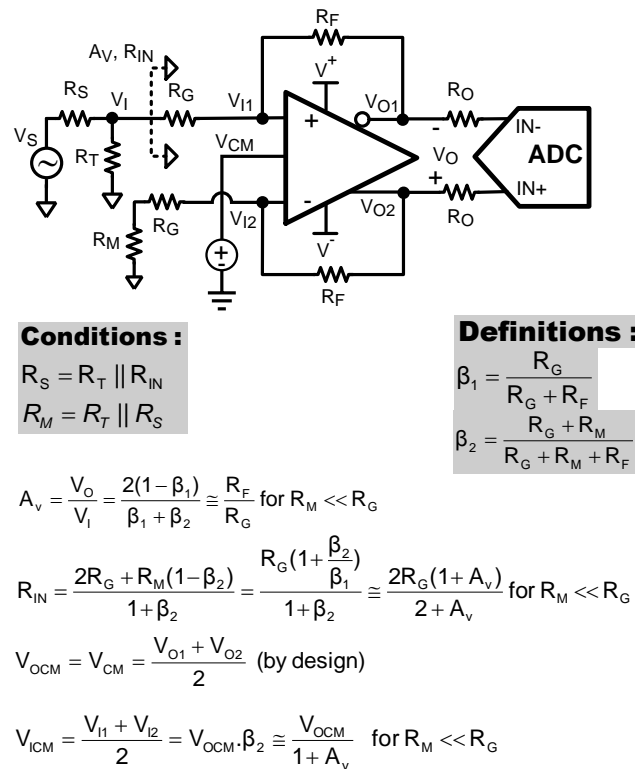 R_F
A_V, R_IN
V^+
R_S
V_I
R_G
V_I1
V_O1
R_O
V_S
R_T
V_CM
+
-
IN-
ADC
V_O
+
IN+
R_G
-
V_I2
V_O2
R_O
R_M
V^-
+
-
R_F
Conditions :
R_S = R_T || R_IN
R_M = R_T || R_S
Definitions :
β_1 = R_G / (R_G + R_F)
β_2 = (R_G + R_M) / (R_G + R_M + R_F)
A_v = V_O / V_I = 2(1 - β_1) / (β_1 + β_2) ≅ R_F / R_G for R_M << R_G
R_IN = (2R_G + R_M(1 - β_2)) / (1 + β_2) = R_G(1 + β_2 / β_1) / (1 + β_2) ≅ 2R_G(1 + A_v) / (2 + A_v) for R_M << R_G
V_OCM = V_CM = (V_O1 + V_O2) / 2 (by design)
V_ICM = (V_I1 + V_I2) / 2 = V_OCM.β_2 ≅ V_OCM / (1 + A_v) for R_M << R_G